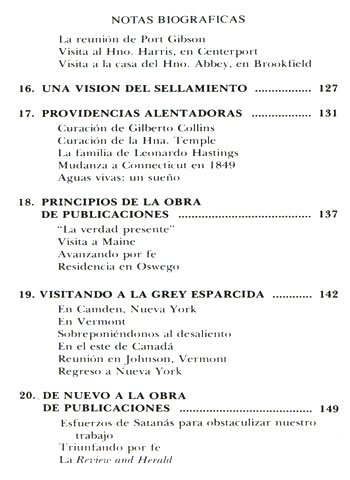 NOTAS BIOGRAFICAS
La reunión de Port Gibson
Visita al Hno. Harris, en Centerport
Visita a la casa del Hno. Abbey, en Brookfield
16. UNA VISION DEL SELLAMIENTO ................ 127
17. PROVIDENCIAS ALENTADORAS ................ 131
Curación de Gilberto Collins
Curación de la Hna. Temple
La familia de Leonardo Hastings
Mudanza a Connecticut en 1849
Aguas vivas: un sueño
18. PRINCIPIOS DE LA OBRA
DE PUBLICACIONES .................................... 137
"La verdad presente"
Visita a Maine
Avanzando por fe
Residencia en Oswego
19. VISITANDO A LA GREY ESPARCIDA ........... 142
En Camden, Nueva York
En Vermont
Sobreponiéndonos al desaliento
En el este de Canadá
Reunión en Johnson, Vermont
Regreso a Nueva York
20. DE NUEVO A LA OBRA
DE PUBLICACIONES .................................... 149
Esfuerzos de Satanás para obstaculizar nuestro
trabajo
Triunfando por fe
La Review and Herald